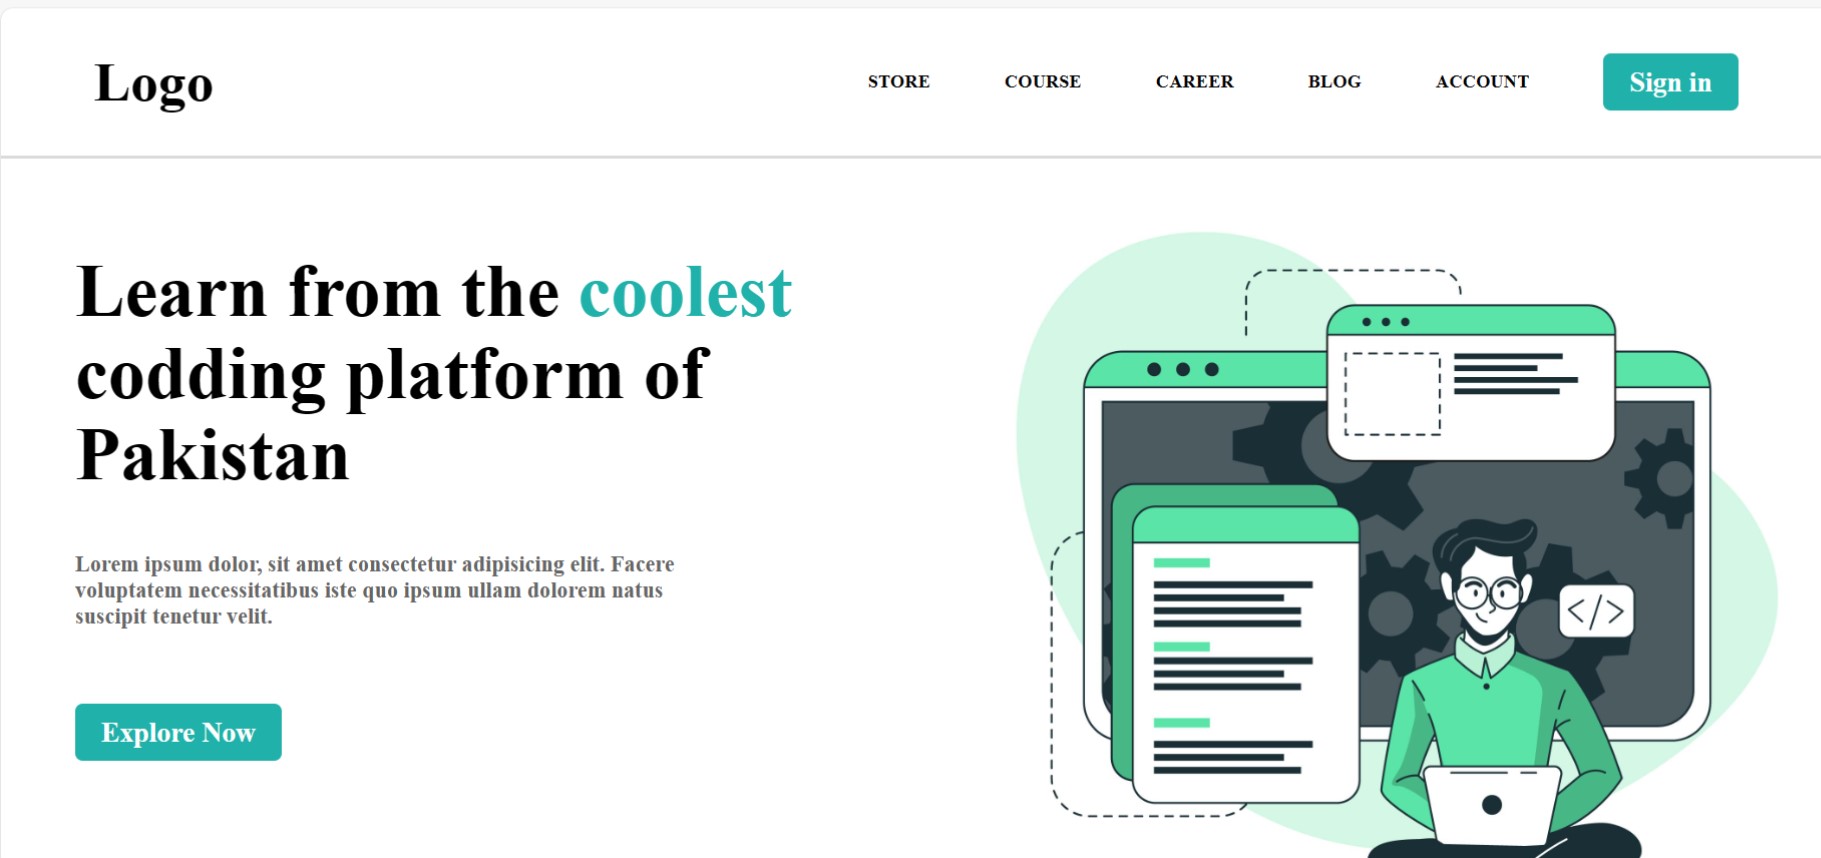 Logo
STORE COURSE CAREER BLOG ACCOUNT Sign in
Learn from the coolest
codding platform of
Pakistan
Lorem ipsum dolor, sit amet consectetur adipisicing elit. Facere
voluptatem necessitatibus iste quo ipsum ullam dolorem natus
suscipit tenetur velit.
Explore Now
</>